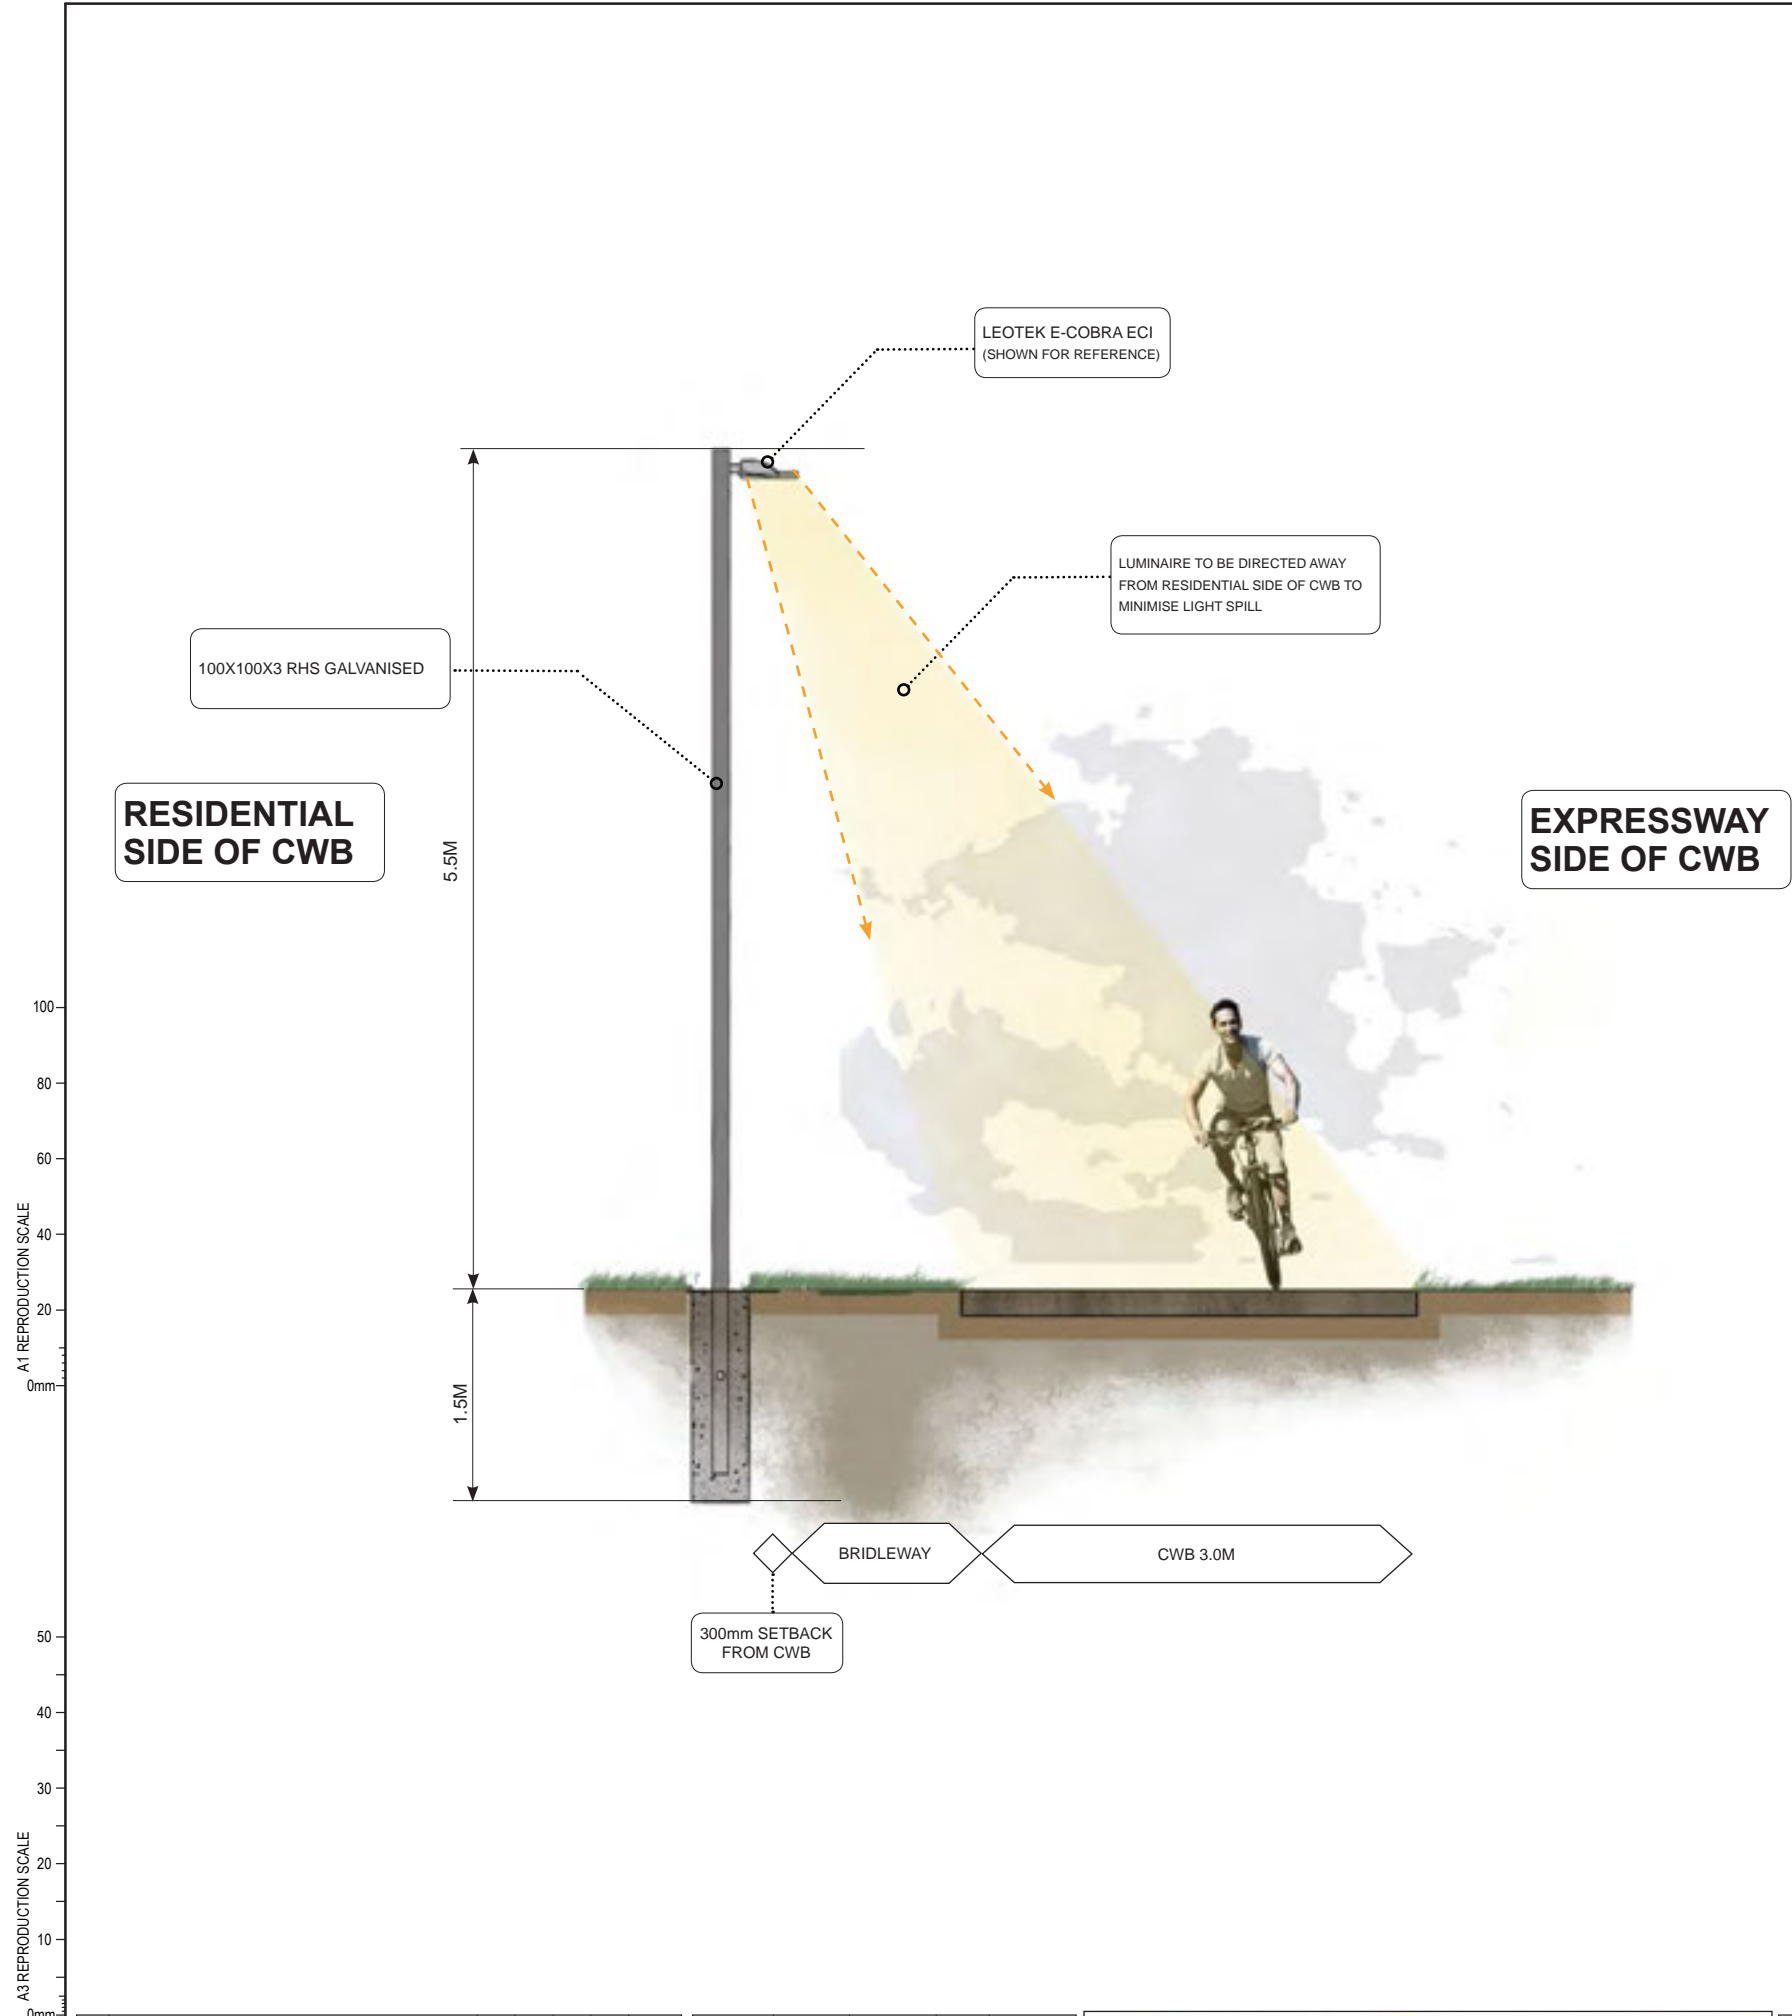 LEOTEK E-COBRA ECI
(SHOWN FOR REFERENCE)
LUMINAIRE TO BE DIRECTED AWAY
FROM RESIDENTIAL SIDE OF CWB TO
MINIMISE LIGHT SPILL
100X100X3 RHS GALVANISED
RESIDENTIAL
SIDE OF CWB
EXPRESSWAY
SIDE OF CWB
5.5M
1.5M
BRIDLEWAY
CWB 3.0M
300mm SETBACK
FROM CWB
100
80
60
40
20
0mm
A1 REPRODUCTION SCALE
50
40
30
20
10
0mm
A3 REPRODUCTION SCALE